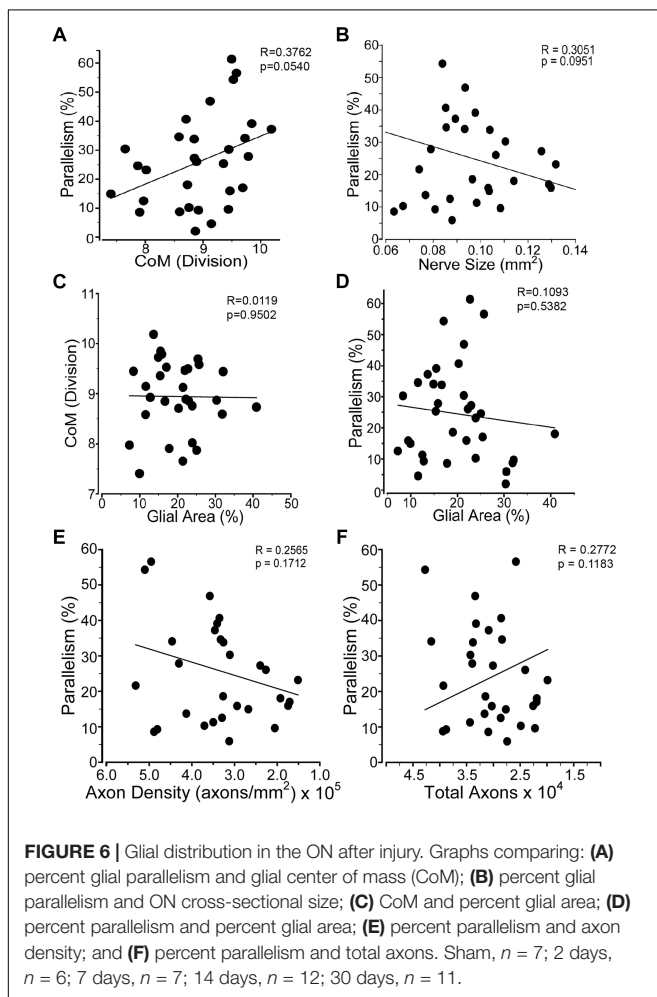 A
R=0.3762
p=0.0540
60
50
40
30
20
10
0
Parallelism (%)
8 9 10
CoM (Division)
B
R = 0.3051
p = 0.0951
60
50
40
30
20
10
0
Parallelism (%)
0.06 0.08 0.10 0.12 0.14
Nerve Size (mm²)
C
R=0.0119
p=0.9502
11
10
9
8
7
CoM (Division)
0 10 20 30 40 50
Glial Area (%)
D
R=0.1093
p=0.5382
60
50
40
30
20
10
0
Parallelism (%)
10 20 30 40
Glial Area (%)
E
R = 0.2565
p = 0.1712
60
50
40
30
20
10
0
Parallelism (%)
6.0 5.0 4.0 3.0 2.0 1.0
Axon Density (axons/mm²) x 10⁵
F
R = 0.2772
p = 0.1183
60
50
40
30
20
10
0
Parallelism (%)
4.5 3.5 2.5 1.5
Total Axons x 10⁴
FIGURE 6 | Glial distribution in the ON after injury. Graphs comparing: (A)
percent glial parallelism and glial center of mass (CoM); (B) percent glial
parallelism and ON cross-sectional size; (C) CoM and percent glial area; (D)
percent parallelism and percent glial area; (E) percent parallelism and axon
density; and (F) percent parallelism and total axons. Sham, n = 7; 2 days,
n = 6; 7 days, n = 7; 14 days, n = 12; 30 days, n = 11.